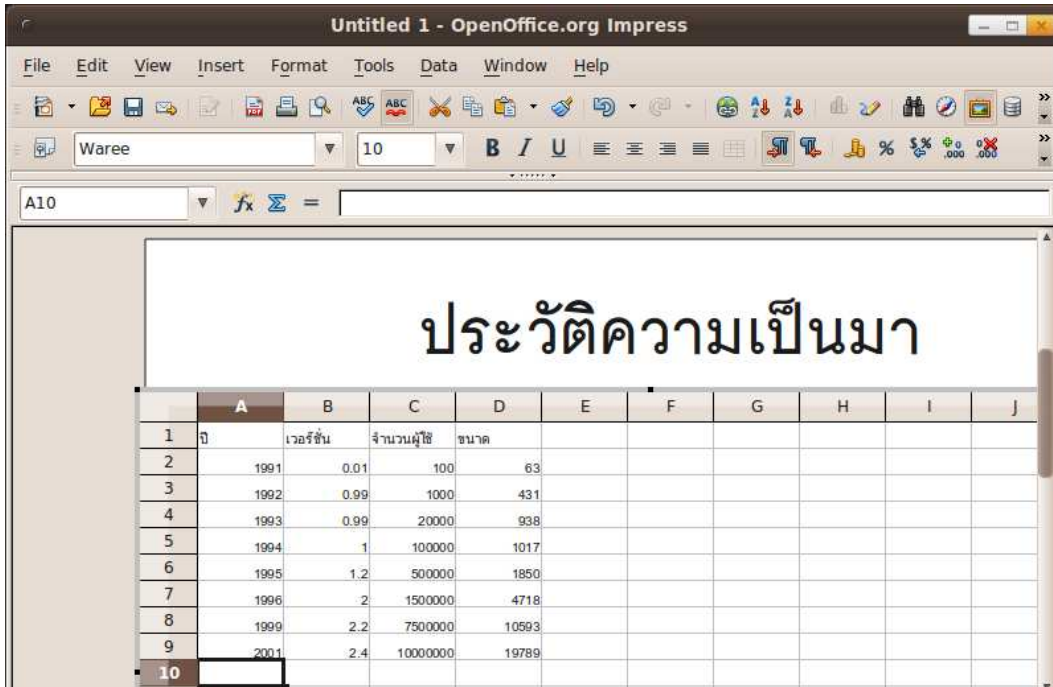 Untitled 1 - OpenOffice.org Impress
File Edit View Insert Format Tools Data Window Help
Waree 10 B I U
A10 fx Σ =
ประวัติความเป็นมา
A B C D E F G H I J
1 ปี เวอร์ชั่น จำนวนผู้ใช้ ขนาด
2 1991 0.01 100 63
3 1992 0.99 1000 431
4 1993 0.99 20000 938
5 1994 1 100000 1017
6 1995 1.2 500000 1850
7 1996 2 1500000 4718
8 1999 2.2 7500000 10593
9 2001 2.4 10000000 19789
10